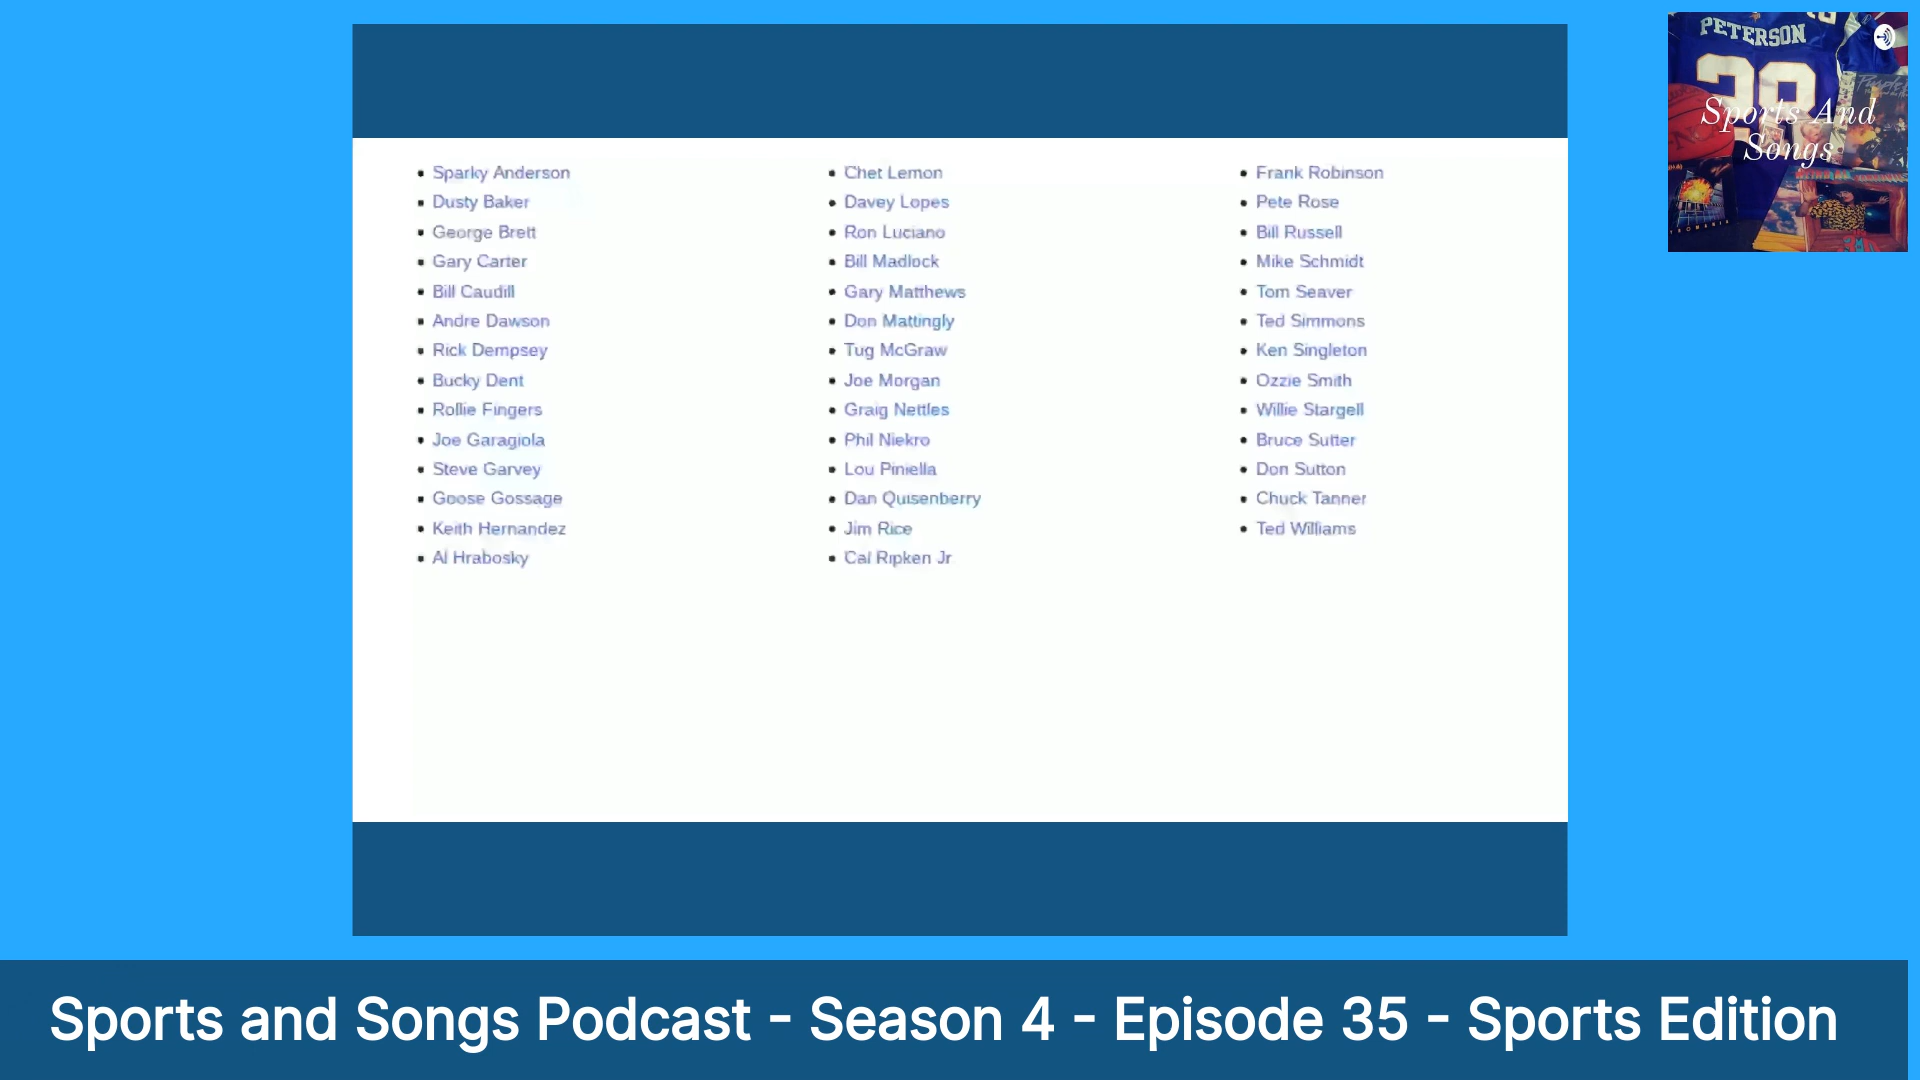 Sparky Anderson
Dusty Baker
George Brett
Gary Carter
Bill Caudill
Andre Dawson
Rick Dempsey
Bucky Dent
Rollie Fingers
Joe Garagiola
Steve Garvey
Goose Gossage
Keith Hernandez
Al Hrabosky
Chet Lemon
Davey Lopes
Ron Luciano
Bill Madlock
Gary Matthews
Don Mattingly
Tug McGraw
Joe Morgan
Graig Nettles
Phil Niekro
Lou Piniella
Dan Quisenberry
Jim Rice
Cal Ripken Jr
Frank Robinson
Pete Rose
Bill Russell
Mike Schmidt
Tom Seaver
Ted Simmons
Ken Singleton
Ozzie Smith
Willie Stargell
Bruce Sutter
Don Sutton
Chuck Tanner
Ted Williams
PETERSON
Sports And
Songs
Sports and Songs Podcast - Season 4 - Episode 35 - Sports Edition